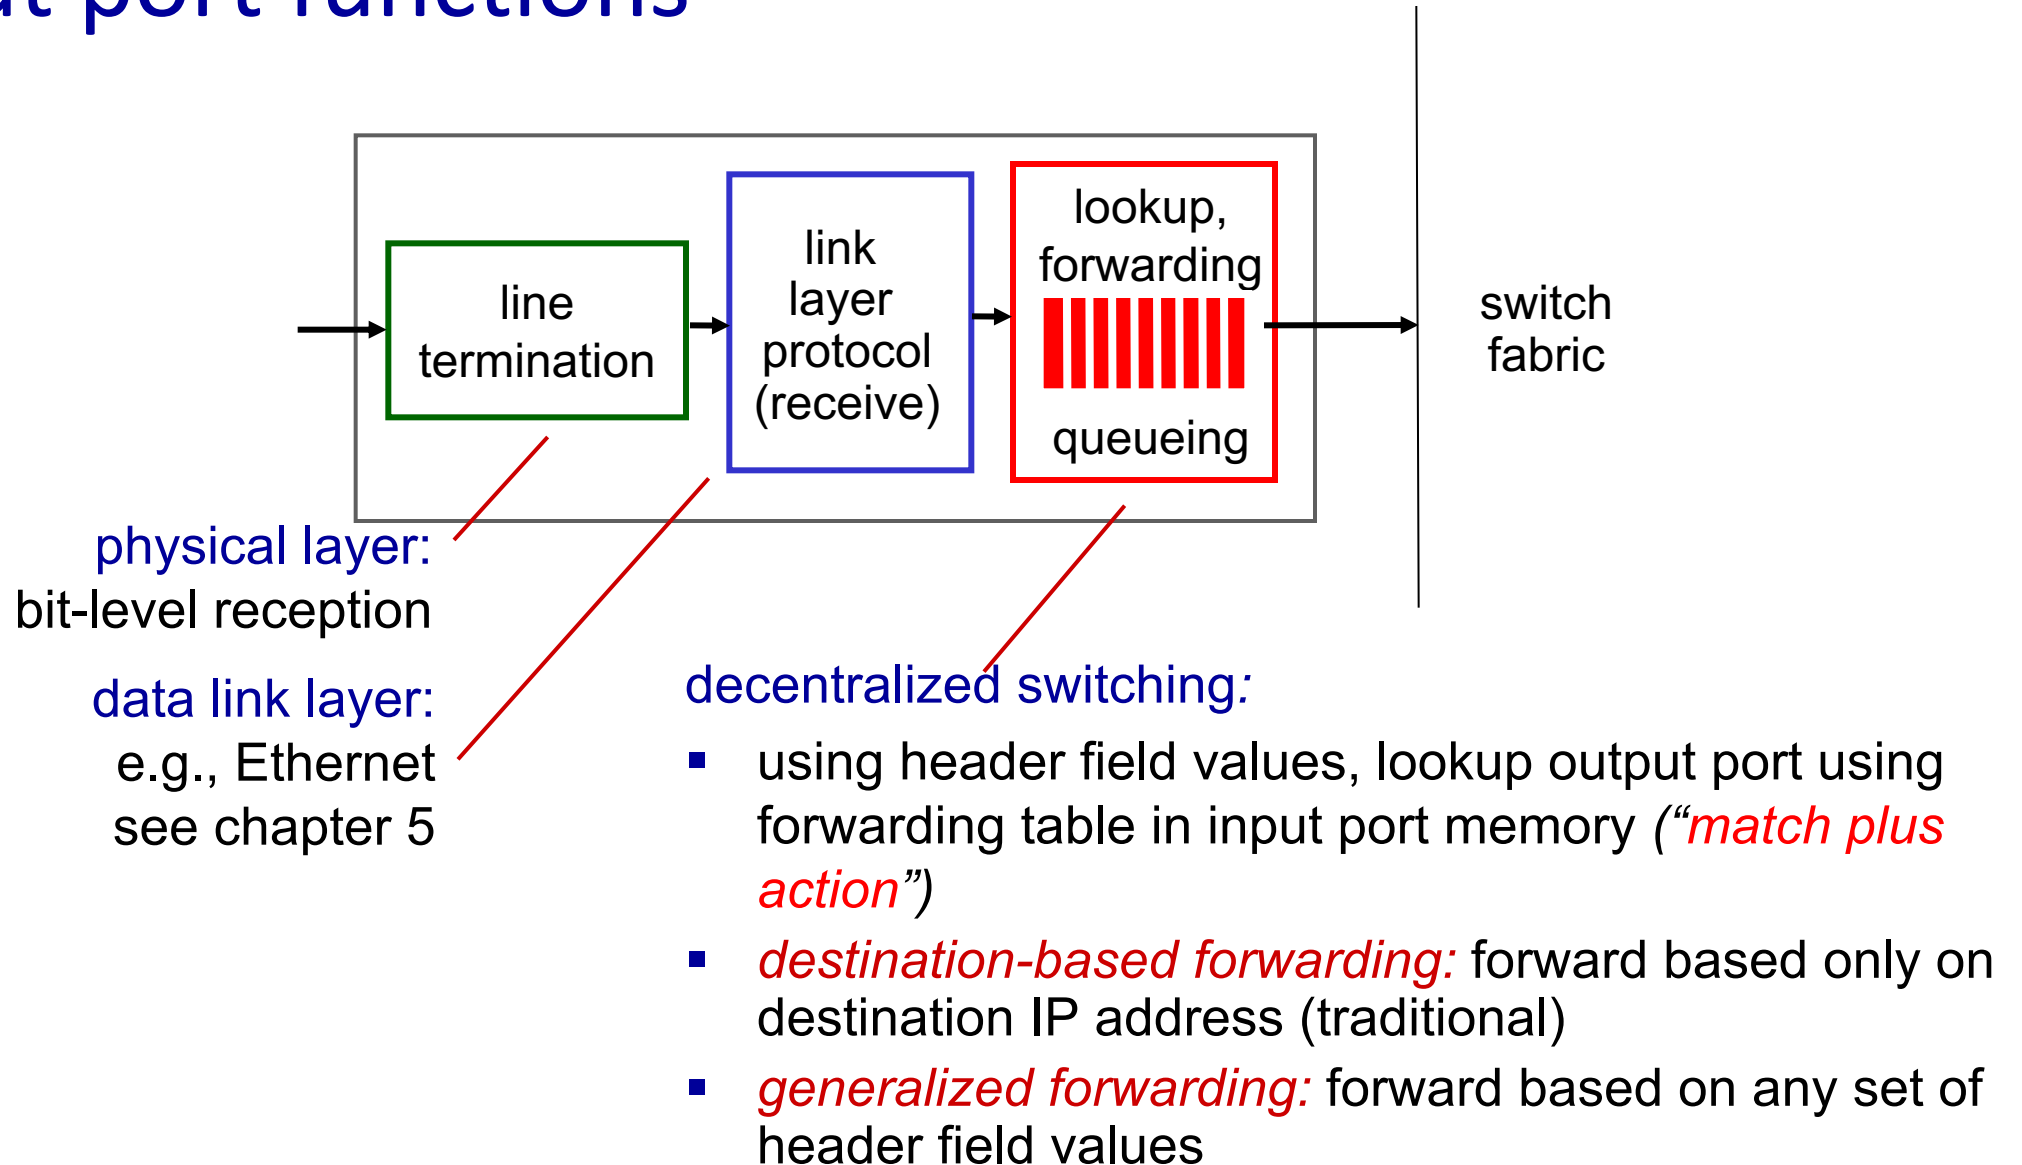 port functions
line
termination
link
layer
protocol
(receive)
lookup,
forwarding
queueing
switch
fabric
physical layer:
bit-level reception
data link layer:
e.g., Ethernet
see chapter 5
decentralized switching:
▪ using header field values, lookup output port using
forwarding table in input port memory (“match plus
action”)
▪ destination-based forwarding: forward based only on
destination IP address (traditional)
▪ generalized forwarding: forward based on any set of
header field values